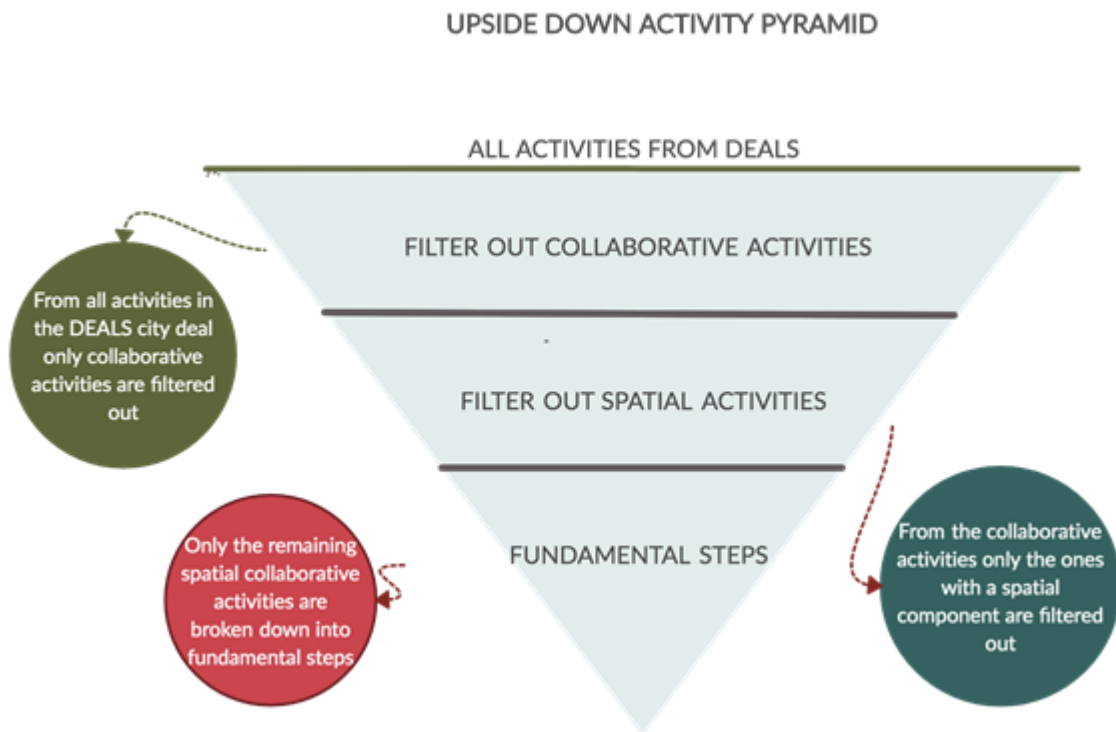 UPSIDE DOWN ACTIVITY PYRAMID
ALL ACTIVITIES FROM DEALS
FILTER OUT COLLABORATIVE ACTIVITIES
From all activities in
the DEALS city deal
only collaborative
activities are filtered
out
FILTER OUT SPATIAL ACTIVITIES
From the collaborative
activities only the ones
with a spatial
component are filtered
out
FUNDAMENTAL STEPS
Only the remaining
spatial collaborative
activities are
broken down into
fundamental steps